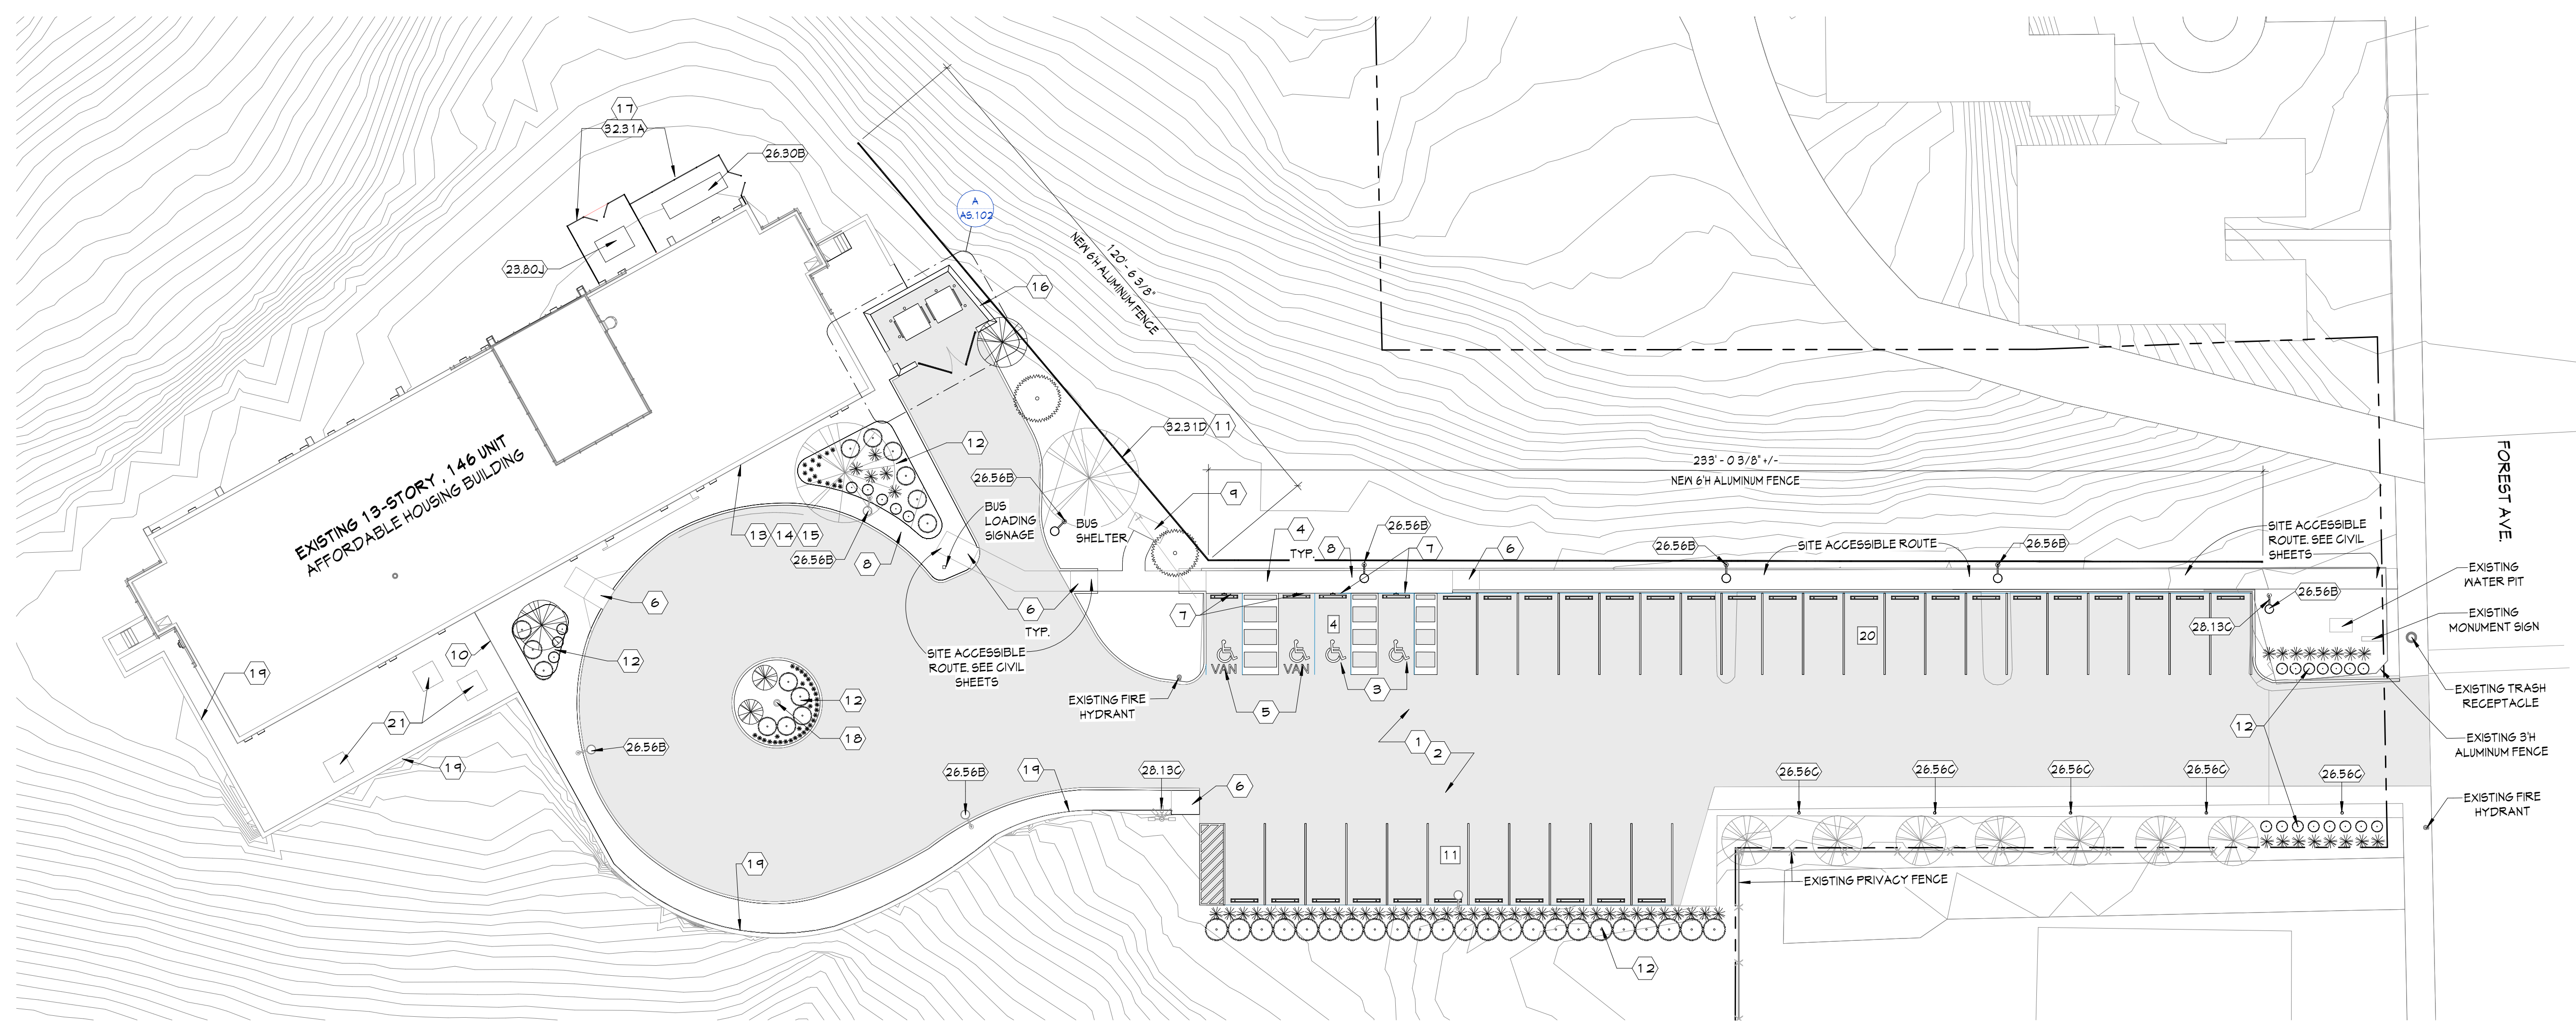 17
32.31A
26.30B
A
AS.102
23.80J
16
120' - 6 3/8"
NEW 6'H ALUMINUM FENCE
EXISTING 13-STORY , 146 UNIT
AFFORDABLE HOUSING BUILDING
12
32.31D
11
26.56B
BUS
LOADING
SIGNAGE
BUS
SHELTER
9
233' - 0 3/8" +/-
NEW 6'H ALUMINUM FENCE
FOREST AVE.
13
14
15
26.56B
8
4
TYP.
8
26.56B
7
6
26.56B
SITE ACCESSIBLE ROUTE
26.56B
SITE ACCESSIBLE
ROUTE. SEE CIVIL
SHEETS
EXISTING
WATER PIT
6
6
TYP.
7
4
20
26.56B
28.13C
EXISTING
MONUMENT SIGN
10
12
SITE ACCESSIBLE
ROUTE. SEE CIVIL
SHEETS
VAN
VAN
3
19
21
12
18
EXISTING FIRE
HYDRANT
5
EXISTING TRASH
RECEPTACLE
12
1
2
EXISTING 3'H
ALUMINUM FENCE
26.56B
19
26.56B
19
28.13C
6
26.56C
26.56C
26.56C
26.56C
26.56C
EXISTING FIRE
HYDRANT
19
11
EXISTING PRIVACY FENCE
12